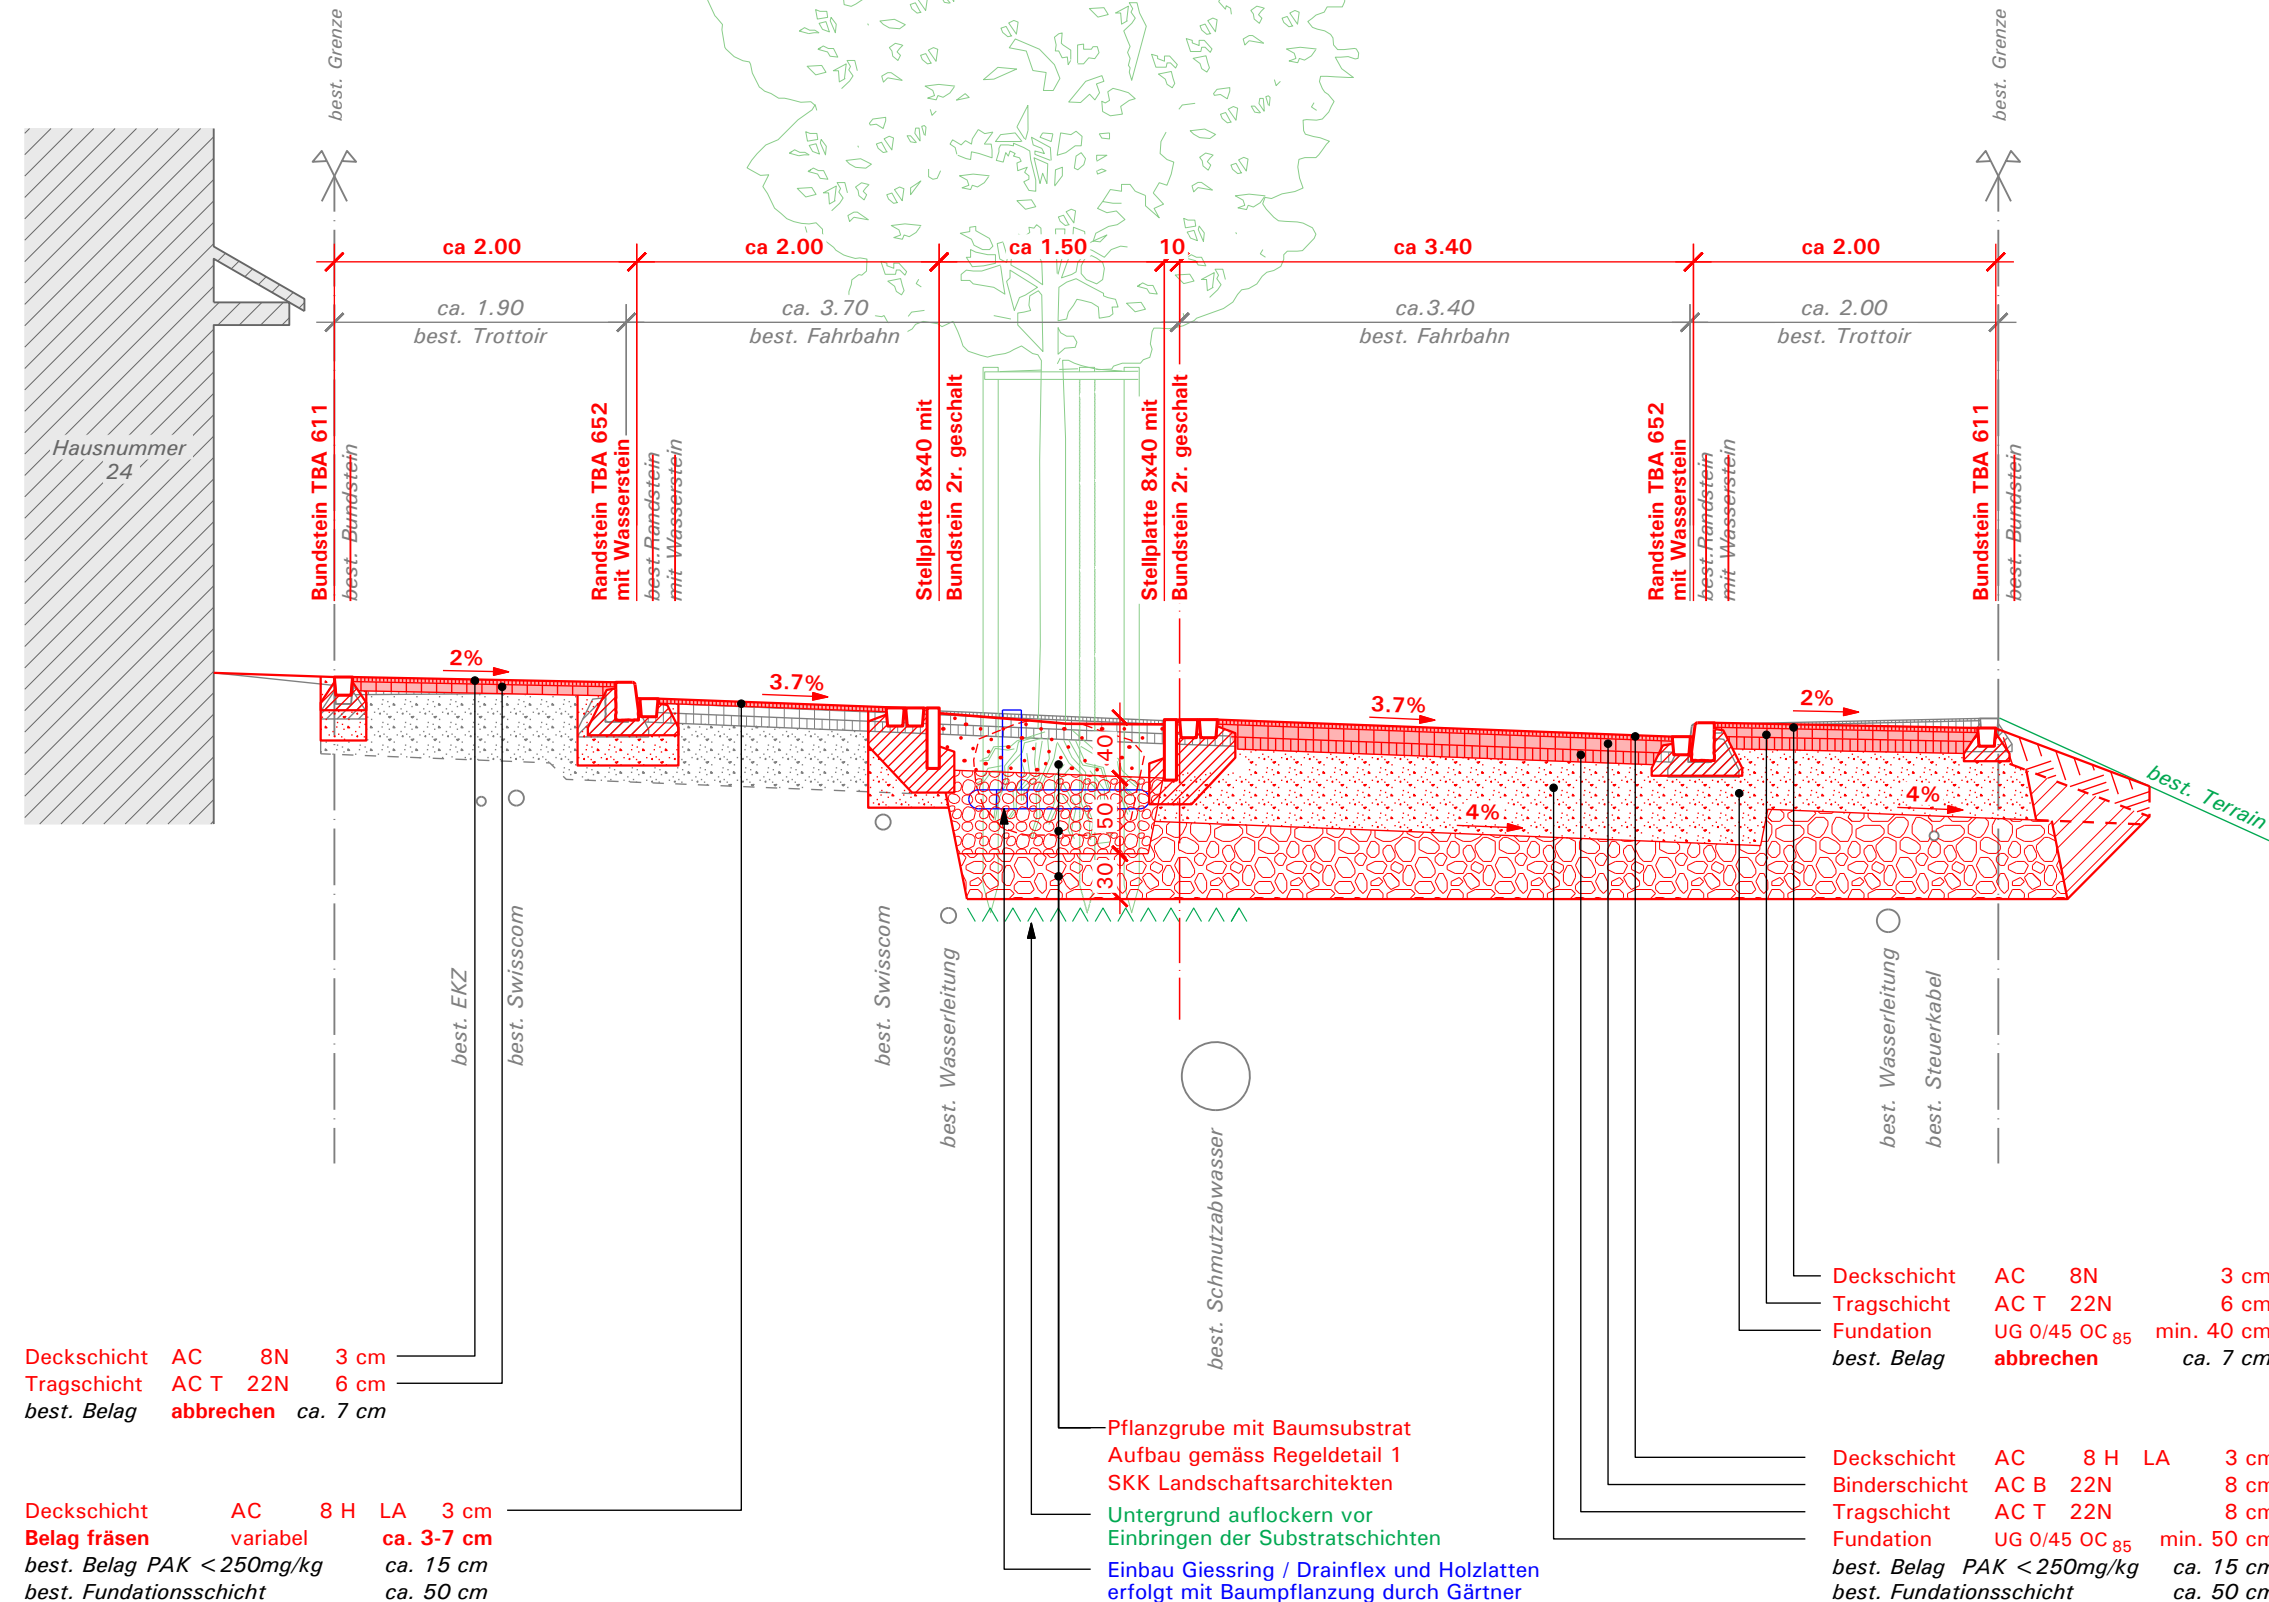 best. Grenze
best. Grenze
ca 2.00
ca 2.00
ca 1.50
10
ca 3.40
ca 2.00
ca. 1.90
best. Trottoir
ca. 3.70
best. Fahrbahn
ca.3.40
best. Fahrbahn
ca. 2.00
best. Trottoir
Hausnummer
24
Bundstein TBA 611
best. Bundstein
Randstein TBA 652
mit Wasserstein
best.Randstein
mit Wasserstein
Stellplatte 8x40 mit
Bundstein 2r. geschalt
Stellplatte 8x40 mit
Bundstein 2r. geschalt
Randstein TBA 652
mit Wasserstein
best.Randstein
mit Wasserstein
Bundstein TBA 611
best. Bundstein
2%
3.7%
3.7%
2%
40
50
30
4%
4%
best. Terrain
best. EKZ
best. Swisscom
best. Swisscom
best. Wasserleitung
best. Schmutzabwasser
best. Wasserleitung
best. Steuerkabel
Deckschicht AC 8N 3 cm
Tragschicht AC T 22N 6 cm
best. Belag abbrechen ca. 7 cm
Deckschicht AC 8 H LA 3 cm
Belag fräsen variabel ca. 3-7 cm
best. Belag PAK <250mg/kg ca. 15 cm
best. Fundationsschicht ca. 50 cm
Pflanzgrube mit Baumsubstrat
Aufbau gemäss Regeldetail 1
SKK Landschaftsarchitekten
Untergrund auflockern vor
Einbringen der Substratschichten
Einbau Giessring / Drainflex und Holzlatten
erfolgt mit Baumpflanzung durch Gärtner
Deckschicht AC 8N 3 cm
Tragschicht AC T 22N 6 cm
Fundation UG 0/45 OC 85 min. 40 cm
best. Belag abbrechen ca. 7 cm
Deckschicht AC 8 H LA 3 cm
Binderschicht AC B 22N 8 cm
Tragschicht AC T 22N 8 cm
Fundation UG 0/45 OC 85 min. 50 cm
best. Belag PAK <250mg/kg ca. 15 cm
best. Fundationsschicht ca. 50 cm